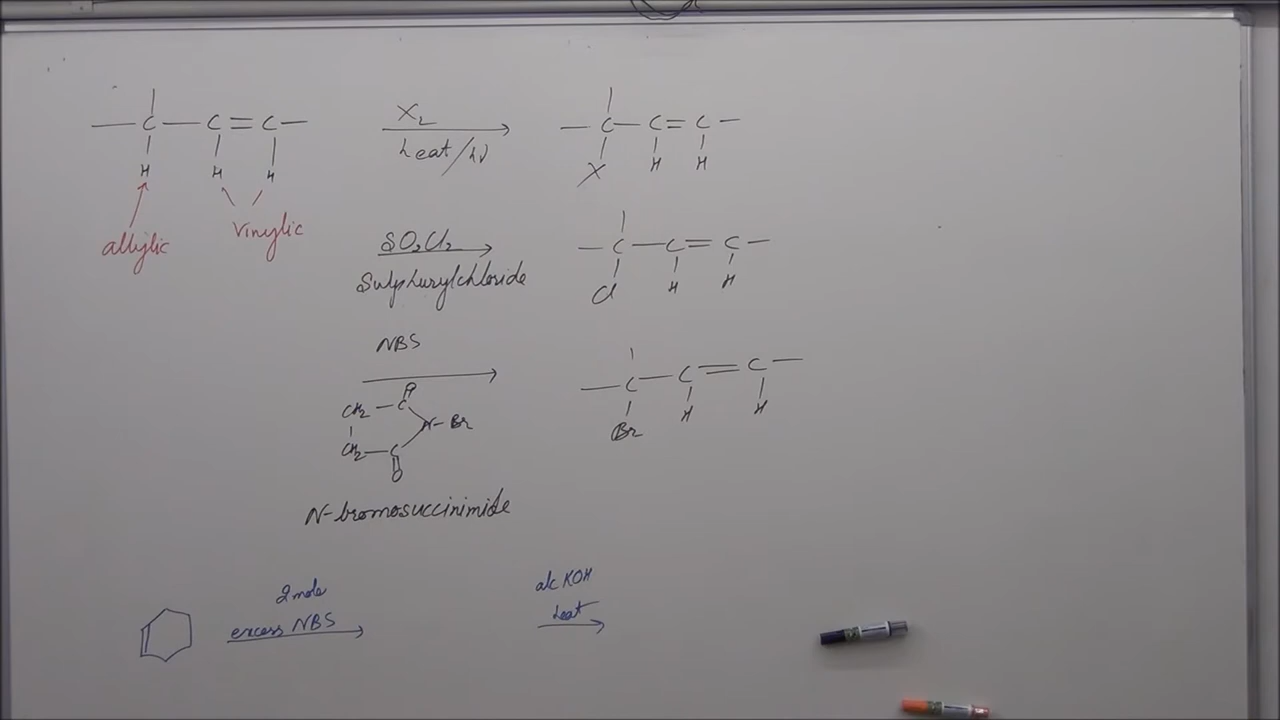 — C — C = C — X₂ — C — C = C —
H H H heat/hν X H H
allylic vinylic
SO₂Cl₂ — C — C = C —
Sulphurylchloride Cl H H
NBS — C — C = C —
Br H H
CH₂ — C
O
N - Br
CH₂ — C
O
N-bromosuccinimide
2 mole alc KOH
excess NBS heat